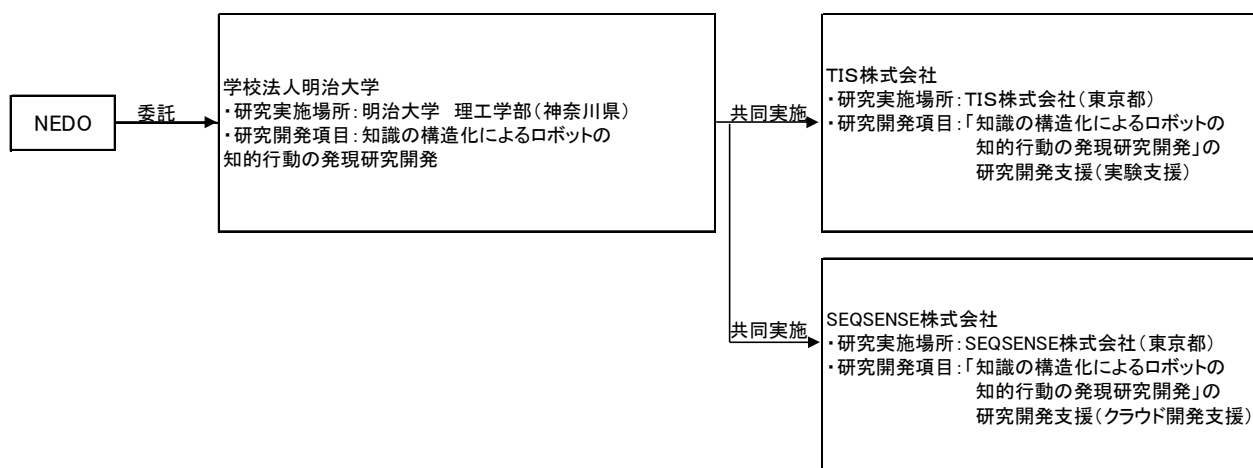 NEDO
委託
学校法人明治大学
・研究実施場所：明治大学　理工学部（神奈川県）
・研究開発項目：知識の構造化によるロボットの
知的行動の発現研究開発
共同実施
TIS株式会社
・研究実施場所：TIS株式会社（東京都）
・研究開発項目：「知識の構造化によるロボットの
知的行動の発現研究開発」の
研究開発支援（実験支援）
共同実施
SEQSENSE株式会社
・研究実施場所：SEQSENSE株式会社（東京都）
・研究開発項目：「知識の構造化によるロボットの
知的行動の発現研究開発」の
研究開発支援（クラウド開発支援）